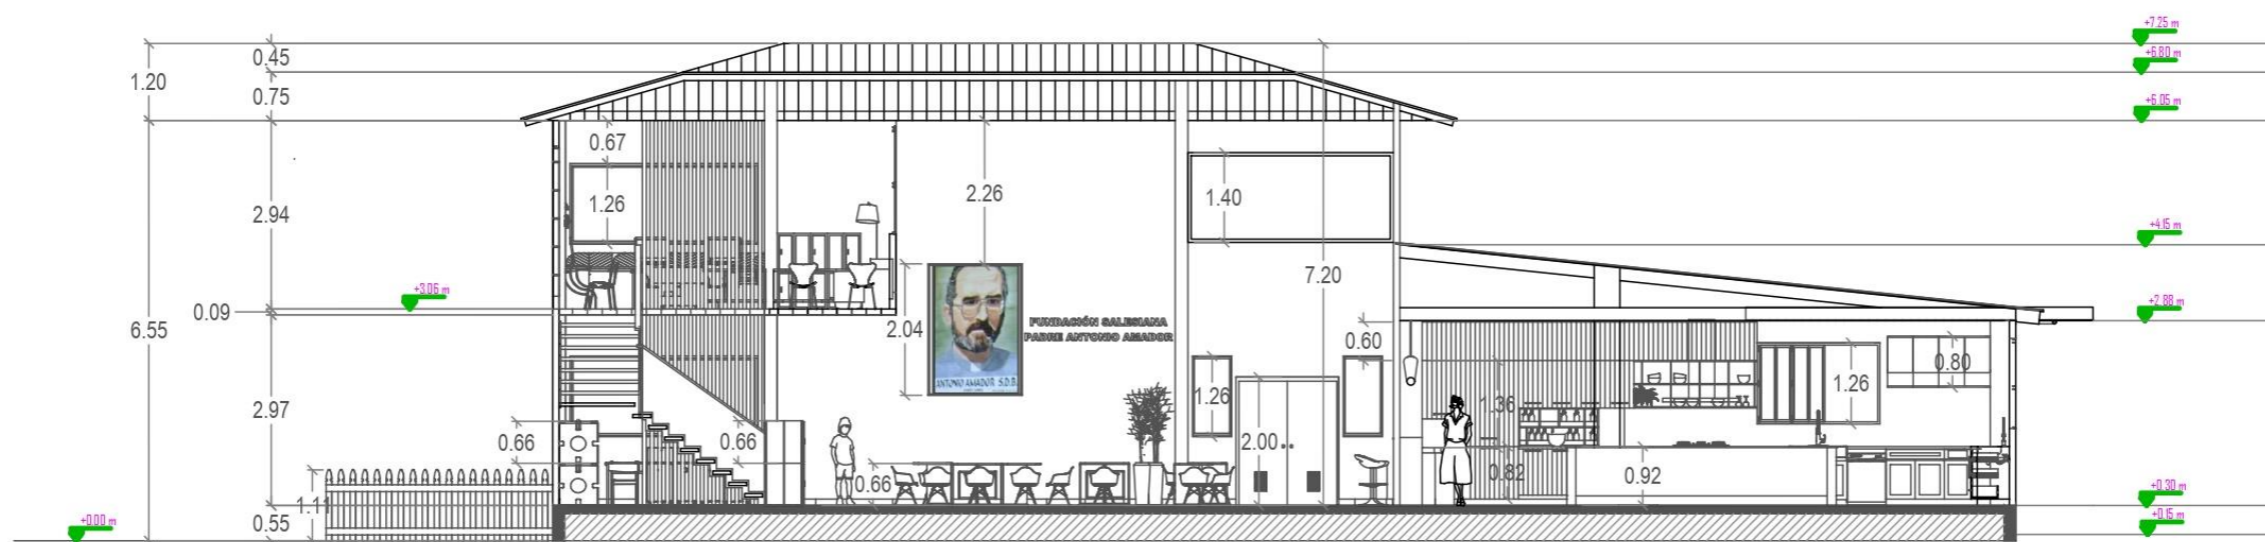 +7.25 m
0.45
+6.80 m
1.20
0.75
+6.05 m
0.67
1.26
2.26
1.40
2.94
+4.15 m
7.20
+3.06 m
+2.88 m
0.09
6.55
2.04
FUNDACIÓN SALESIANA
PADRE ANTONIO AMADOR
0.60
0.80
ANTONIO AMADOR S.D.B.
1.26
1.26
2.97
1.36
0.66
0.66
2.00
0.66
0.82
0.92
+0.30 m
1.11
0.55
+0.00 m
+0.15 m